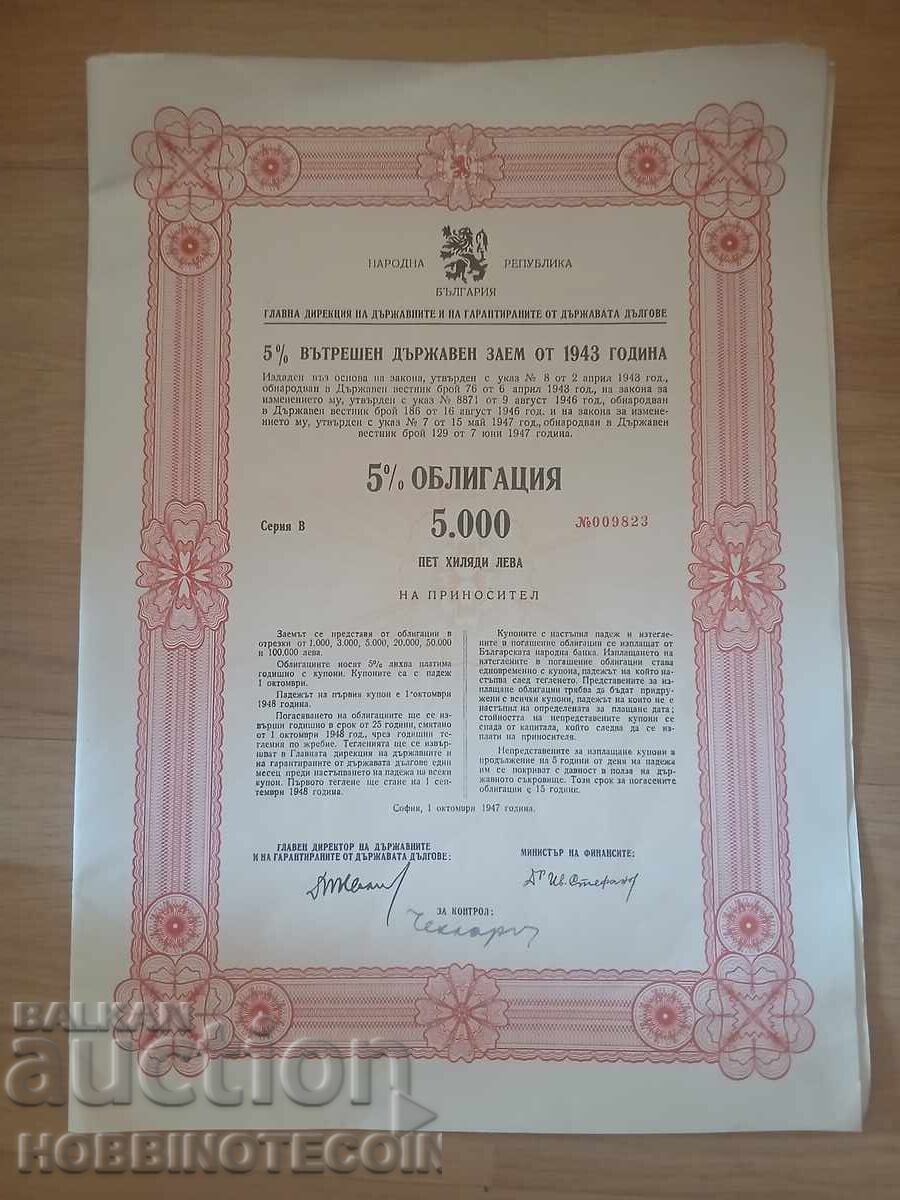 НАРОДНА РЕПУБЛИКА
БЪЛГАРИЯ
ГЛАВНА ДИРЕКЦИЯ НА ДЪРЖАВНИТЕ И НА ГАРАНТИРАНИТЕ ОТ ДЪРЖАВАТА ДЪЛГОВЕ
5% ВЪТРЕШЕН ДЪРЖАВЕН ЗАЕМ ОТ 1943 ГОДИНА
Издаден въз основа на закона, утвърден с указ № 8 от 2 април 1943 год.,
обнародван в Държавен вестник брой 76 от 6 април 1943 год., на закона за
изменението му, утвърден с указ № 8871 от 9 август 1946 год., обнародван
в Държавен вестник брой 186 от 16 август 1946 год. и на закона за измене-
нието му, утвърден с указ № 7 от 15 май 1947 год., обнародван в Държавен
вестник брой 129 от 7 юни 1947 година.
5% ОБЛИГАЦИЯ
Серия В 5.000 №009823
ПЕТ ХИЛЯДИ ЛЕВА
НА ПРИНОСИТЕЛ
Заемът се представя от облигации в
отрезки от 1.000, 3.000, 5.000, 20.000, 50.000
и 100.000 лева.
Облигациите носят 5% лихва платима
годишно с купони. Купоните са с падеж
1 октомври.
Падежът на първия купон е 1 октомври
1948 година.
Погасяването на облигациите ще се из-
върши годишно в срок от 25 години, смятано
от 1 октомври 1948 год., чрез годишни те-
гления по жребие. Тегленията ще се извър-
шват в Главната дирекция на държавните и
на гарантираните от държавата дългове един
месец преди настъпването на падежа на всеки
купон. Първото теглене ще стане на 1 сеп-
тември 1948 година.
Купоните с настъпил падеж и изтегле-
ните в погашение облигации се изплащат от
Българската народна банка. Изплащането на
изтеглените в погашение облигации става
едновременно с купона, падежът на който на-
стъпва след тегленето. Представените за из-
плащане облигации трябва да бъдат придруже-
ни с всички купони, падежът на които не е
настъпил на определената за плащане дата;
стойността на непредставените купони се
спада от капитала, който следва да се из-
плати на приносителя.
Непредставените за изплащане купони в
продължение на 5 години от деня на падежа
им се покриват с давност в полза на дър-
жавното съкровище. Този срок за погасените
облигации е 15 години.
София, 1 октомври 1947 година.
ГЛАВЕН ДИРЕКТОР НА ДЪРЖАВНИТЕ
И НА ГАРАНТИРАНИТЕ ОТ ДЪРЖАВАТА ДЪЛГОВЕ:
МИНИСТЪР НА ФИНАНСИТЕ:
Д-р Ив. Стефанов
ЗА КОНТРОЛ:
BALKAN
auction
HOBBINOTECOIN